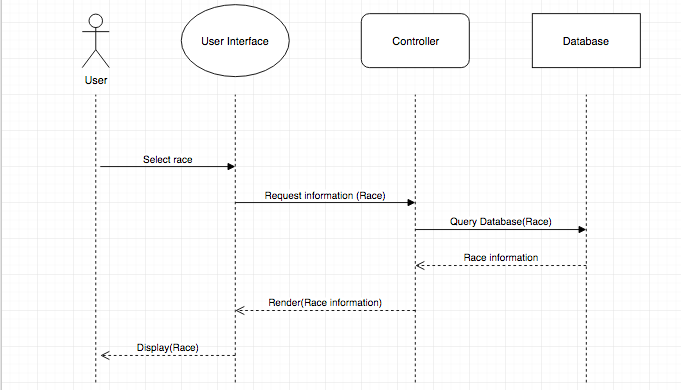 User Interface
Controller
Database
User
Select race
Request information (Race)
Query Database(Race)
Race information
Render(Race information)
Display(Race)